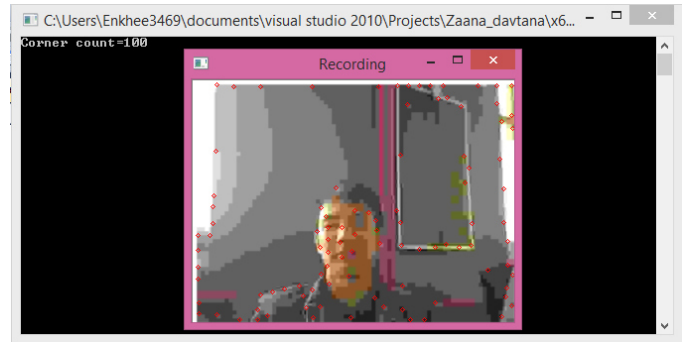 C:\Users\Enkhee3469\documents\visual studio 2010\Projects\Zaana_davtana\x6...
Corner count=100
Recording